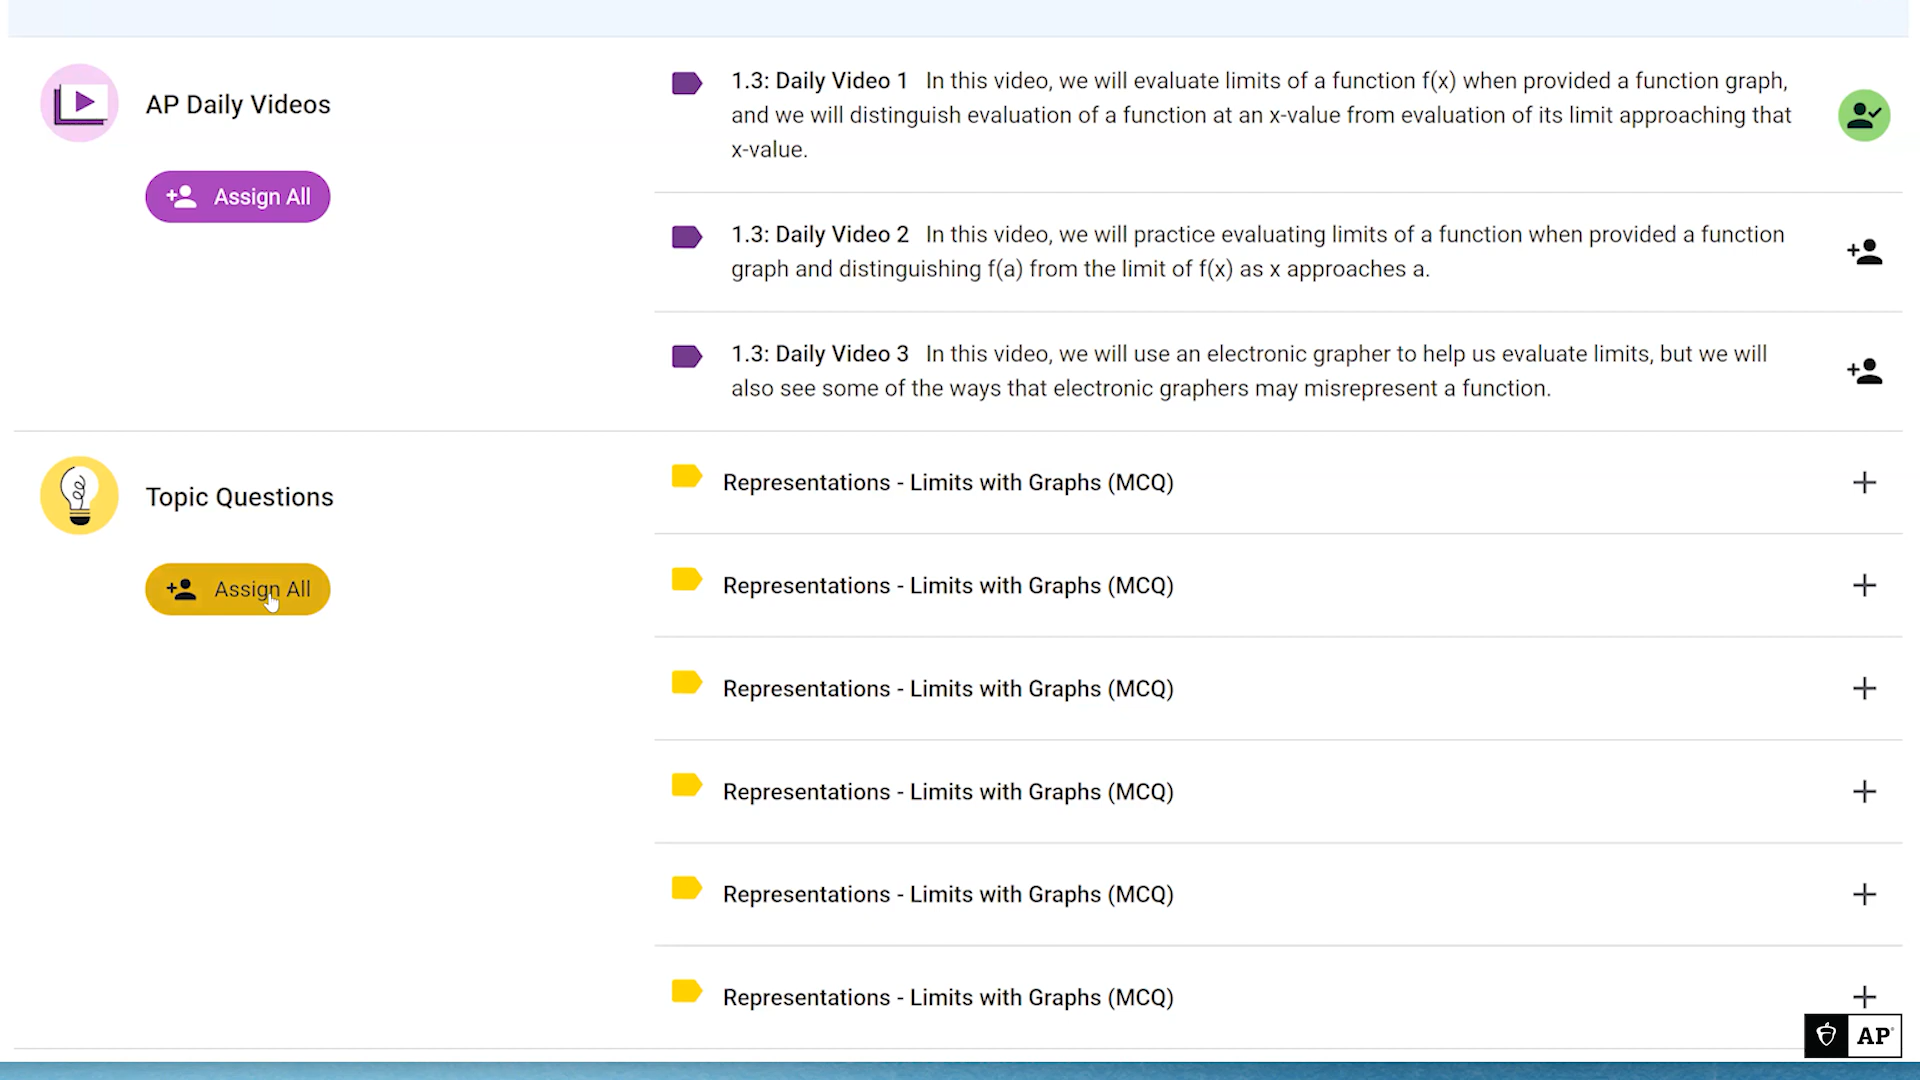 AP Daily Videos
Assign All
1.3: Daily Video 1 In this video, we will evaluate limits of a function f(x) when provided a function graph,
and we will distinguish evaluation of a function at an x-value from evaluation of its limit approaching that
x-value.
1.3: Daily Video 2 In this video, we will practice evaluating limits of a function when provided a function
graph and distinguishing f(a) from the limit of f(x) as x approaches a.
1.3: Daily Video 3 In this video, we will use an electronic grapher to help us evaluate limits, but we will
also see some of the ways that electronic graphers may misrepresent a function.
Topic Questions
Assign All
Representations - Limits with Graphs (MCQ)
Representations - Limits with Graphs (MCQ)
Representations - Limits with Graphs (MCQ)
Representations - Limits with Graphs (MCQ)
Representations - Limits with Graphs (MCQ)
Representations - Limits with Graphs (MCQ)
AP®